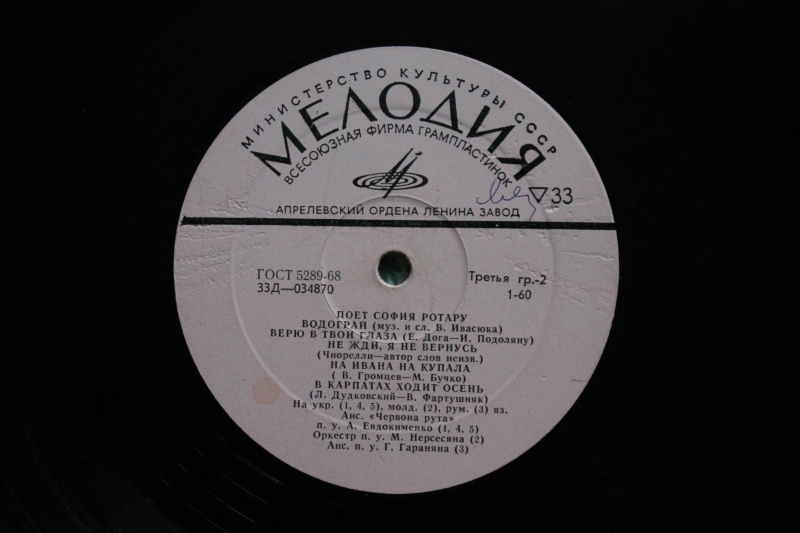 МИНИСТЕРСТВО КУЛЬТУРЫ СССР
МЕЛОДИЯ
ВСЕСОЮЗНАЯ ФИРМА ГРАМПЛАСТИНОК
33
АПРЕЛЕВСКИЙ ОРДЕНА ЛЕНИНА ЗАВОД
ГОСТ 5289-68
Третья гр.-2
33Д—034870
1-60
ПОЕТ СОФИЯ РОТАРУ
ВОДОГРАЙ (муз. и сл. В. Ивасюка)
ВЕРЮ В ТВОИ ГЛАЗА (Е. Дога—И. Подоляну)
НЕ ЖДИ, Я НЕ ВЕРНУСЬ
(Чиорелли—автор слов неизв.)
НА ИВАНА НА КУПАЛА
( В. Громцев—М. Бучко)
В КАРПАТАХ ХОДИТ ОСЕНЬ
(Л. Дудковский—В. Фартушняк)
На укр. (1, 4, 5), молд. (2), рум. (3) яз.
Анс. «Червона рута»
п. у. А. Евдокименко (1, 4, 5)
Оркестр п. у. М. Нерсесяна (2)
Анс. п. у. Г. Гараняна (3)